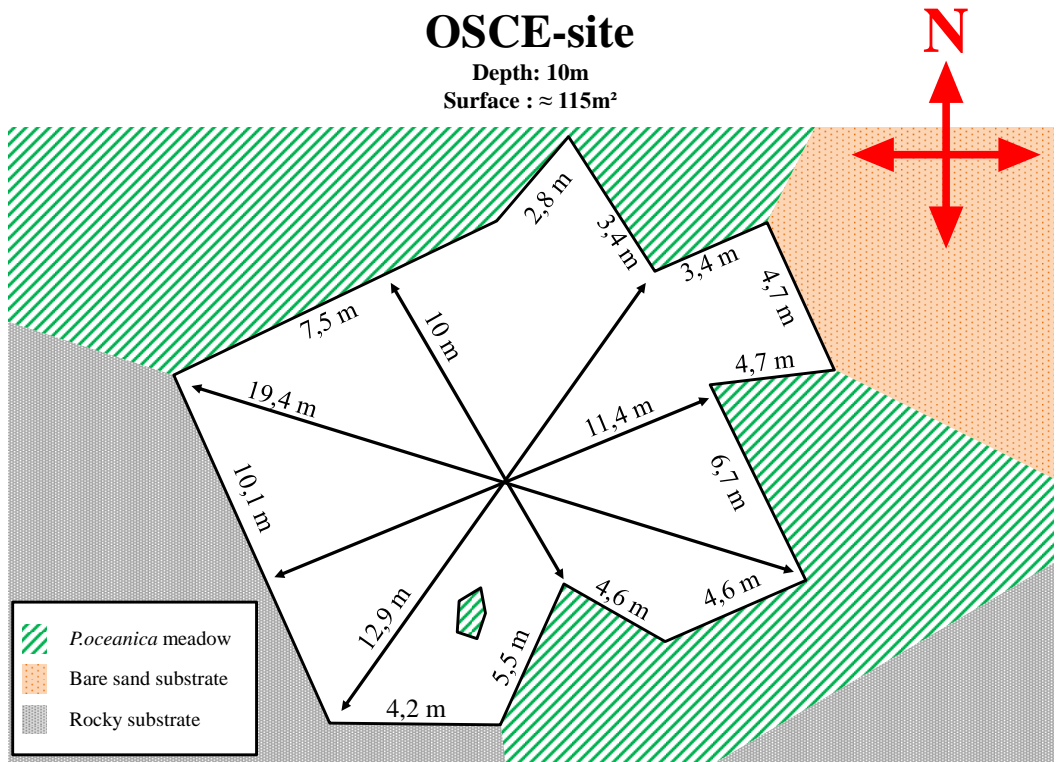 OSCE-site
Depth: 10m
Surface : ≈ 115m²
N
2,8 m
3,4 m
3,4 m
4,7 m
7,5 m
10 m
4,7 m
19,4 m
11,4 m
6,7 m
10,1 m
12,9 m
4,6 m
4,6 m
5,5 m
4,2 m
P.oceanica meadow
Bare sand substrate
Rocky substrate